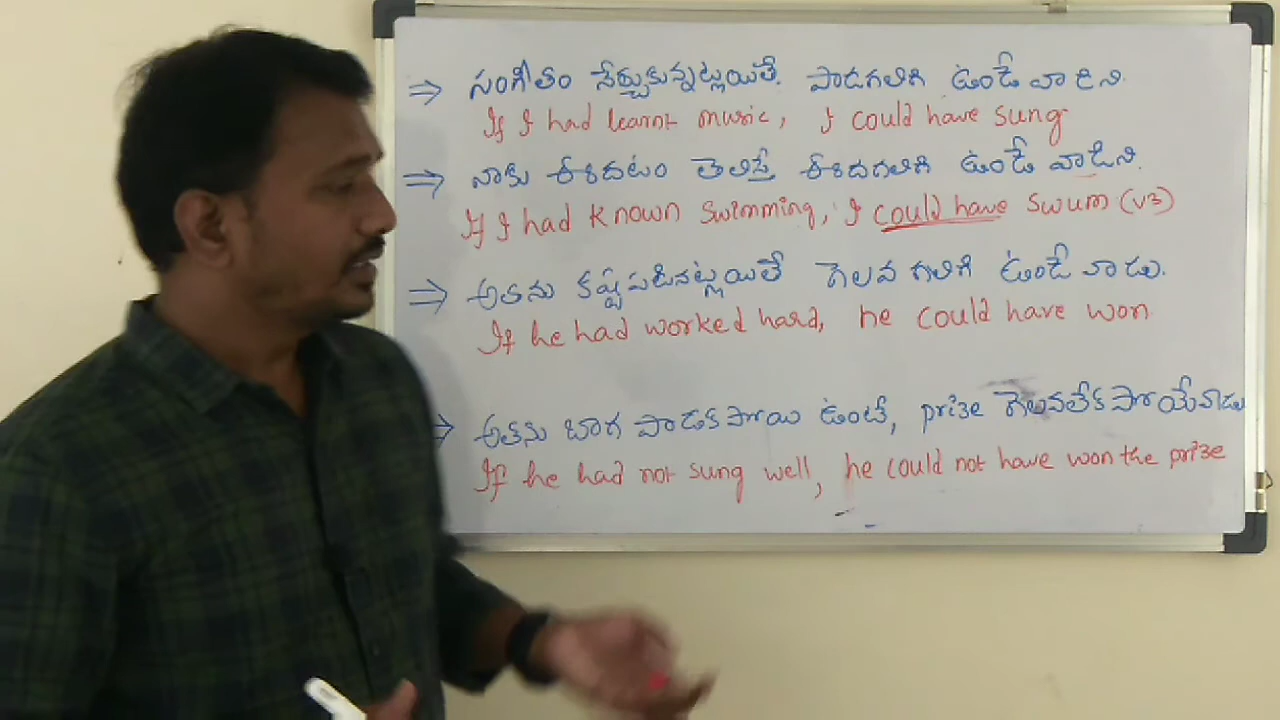 ⇒ సంగీతం నేర్చుకున్నట్లయితే. పాడగలిగి ఉండే వాడిని.
If I had learnt music, I could have sung
⇒ నాకు ఈదటం తెలిస్తే ఈదగలిగి ఉండే వాడిని.
If I had known swimming, I could have swum (v3)
⇒ అతను కష్టపడినట్లయితే గెలవగలిగి ఉండేవాడు.
If he had worked hard, he could have won
⇒ అతను బాగ పాడకపోయి ఉంటే, prize గెలవలేకపోయేవాడు
If he had not sung well, he could not have won the prize